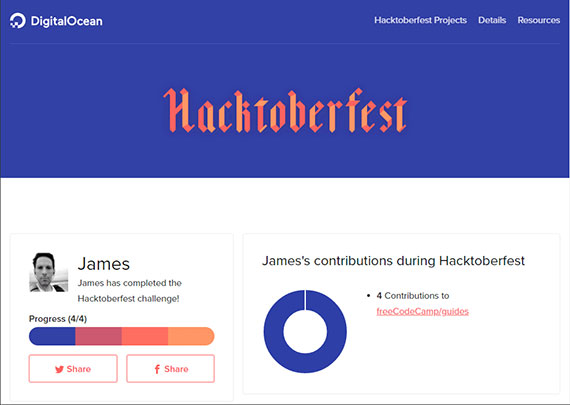 DigitalOcean
Hacktoberfest Projects Details Resources
Hacktoberfest
James
James has completed the
Hacktoberfest challenge!
Progress (4/4)
Share
Share
James's contributions during Hacktoberfest
4 Contributions to
freeCodeCamp/guides